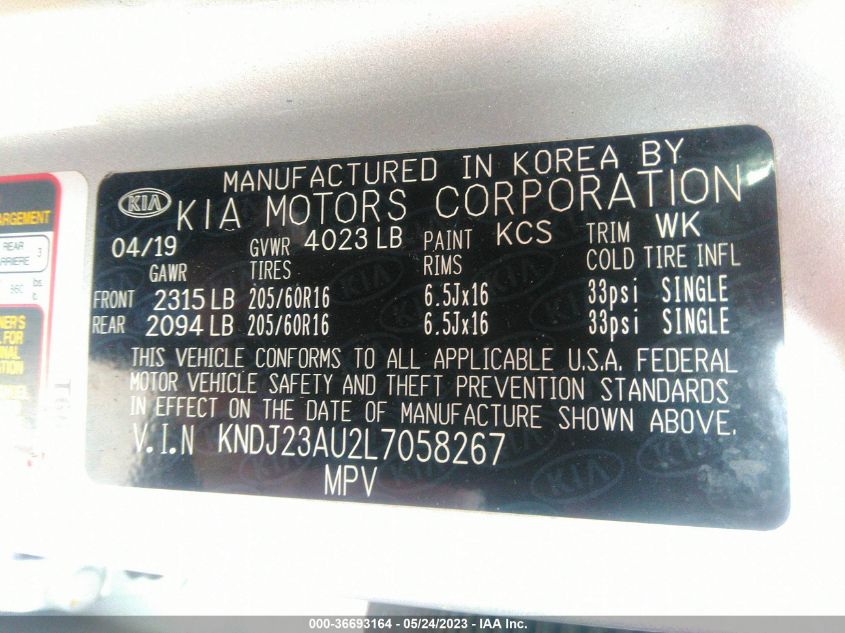 MANUFACTURED IN KOREA BY
KIA KIA MOTORS CORPORATION
04/19 GVWR 4023 LB PAINT KCS TRIM WK
GAWR TIRES RIMS COLD TIRE INFL
FRONT 2315 LB 205/60R16 6.5Jx16 33psi SINGLE
REAR 2094 LB 205/60R16 6.5Jx16 33psi SINGLE
THIS VEHICLE CONFORMS TO ALL APPLICABLE U.S.A. FEDERAL
MOTOR VEHICLE SAFETY AND THEFT PREVENTION STANDARDS
IN EFFECT ON THE DATE OF MANUFACTURE SHOWN ABOVE.
V.I.N KNDJ23AU2L7058267
MPV
REAR 3
000-36693164 - 05/24/2023 - IAA Inc.